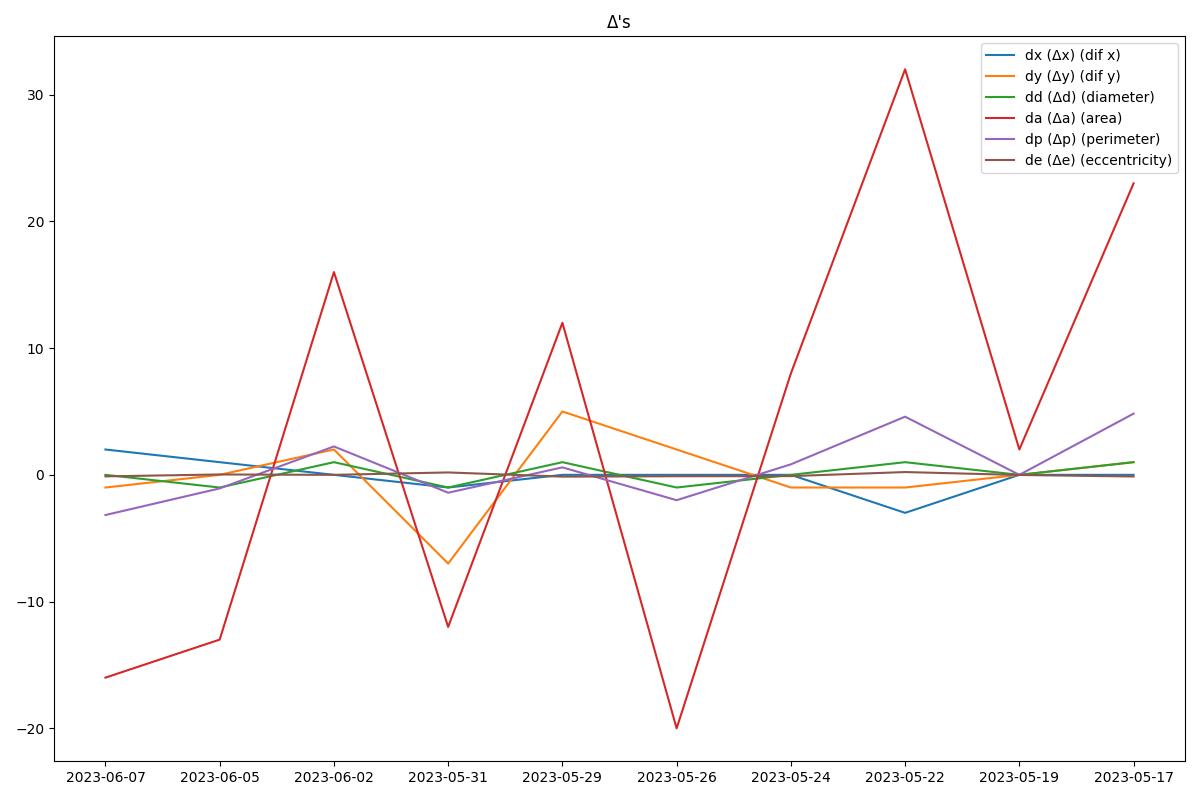 Δ's
dx (Δx) (dif x)
dy (Δy) (dif y)
dd (Δd) (diameter)
da (Δa) (area)
dp (Δp) (perimeter)
de (Δe) (eccentricity)
30
20
10
0
−10
−20
2023-06-07 2023-06-05 2023-06-02 2023-05-31 2023-05-29 2023-05-26 2023-05-24 2023-05-22 2023-05-19 2023-05-17